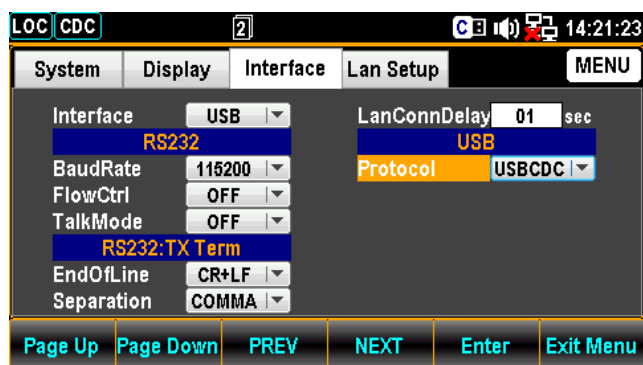 LOC CDC 2 C 14:21:23
System Display Interface Lan Setup MENU
Interface USB LanConnDelay 01 sec
RS232 USB
BaudRate 115200 Protocol USBCDC
FlowCtrl OFF
TalkMode OFF
RS232:TX Term
EndOfLine CR+LF
Separation COMMA
Page Up Page Down PREV NEXT Enter Exit Menu